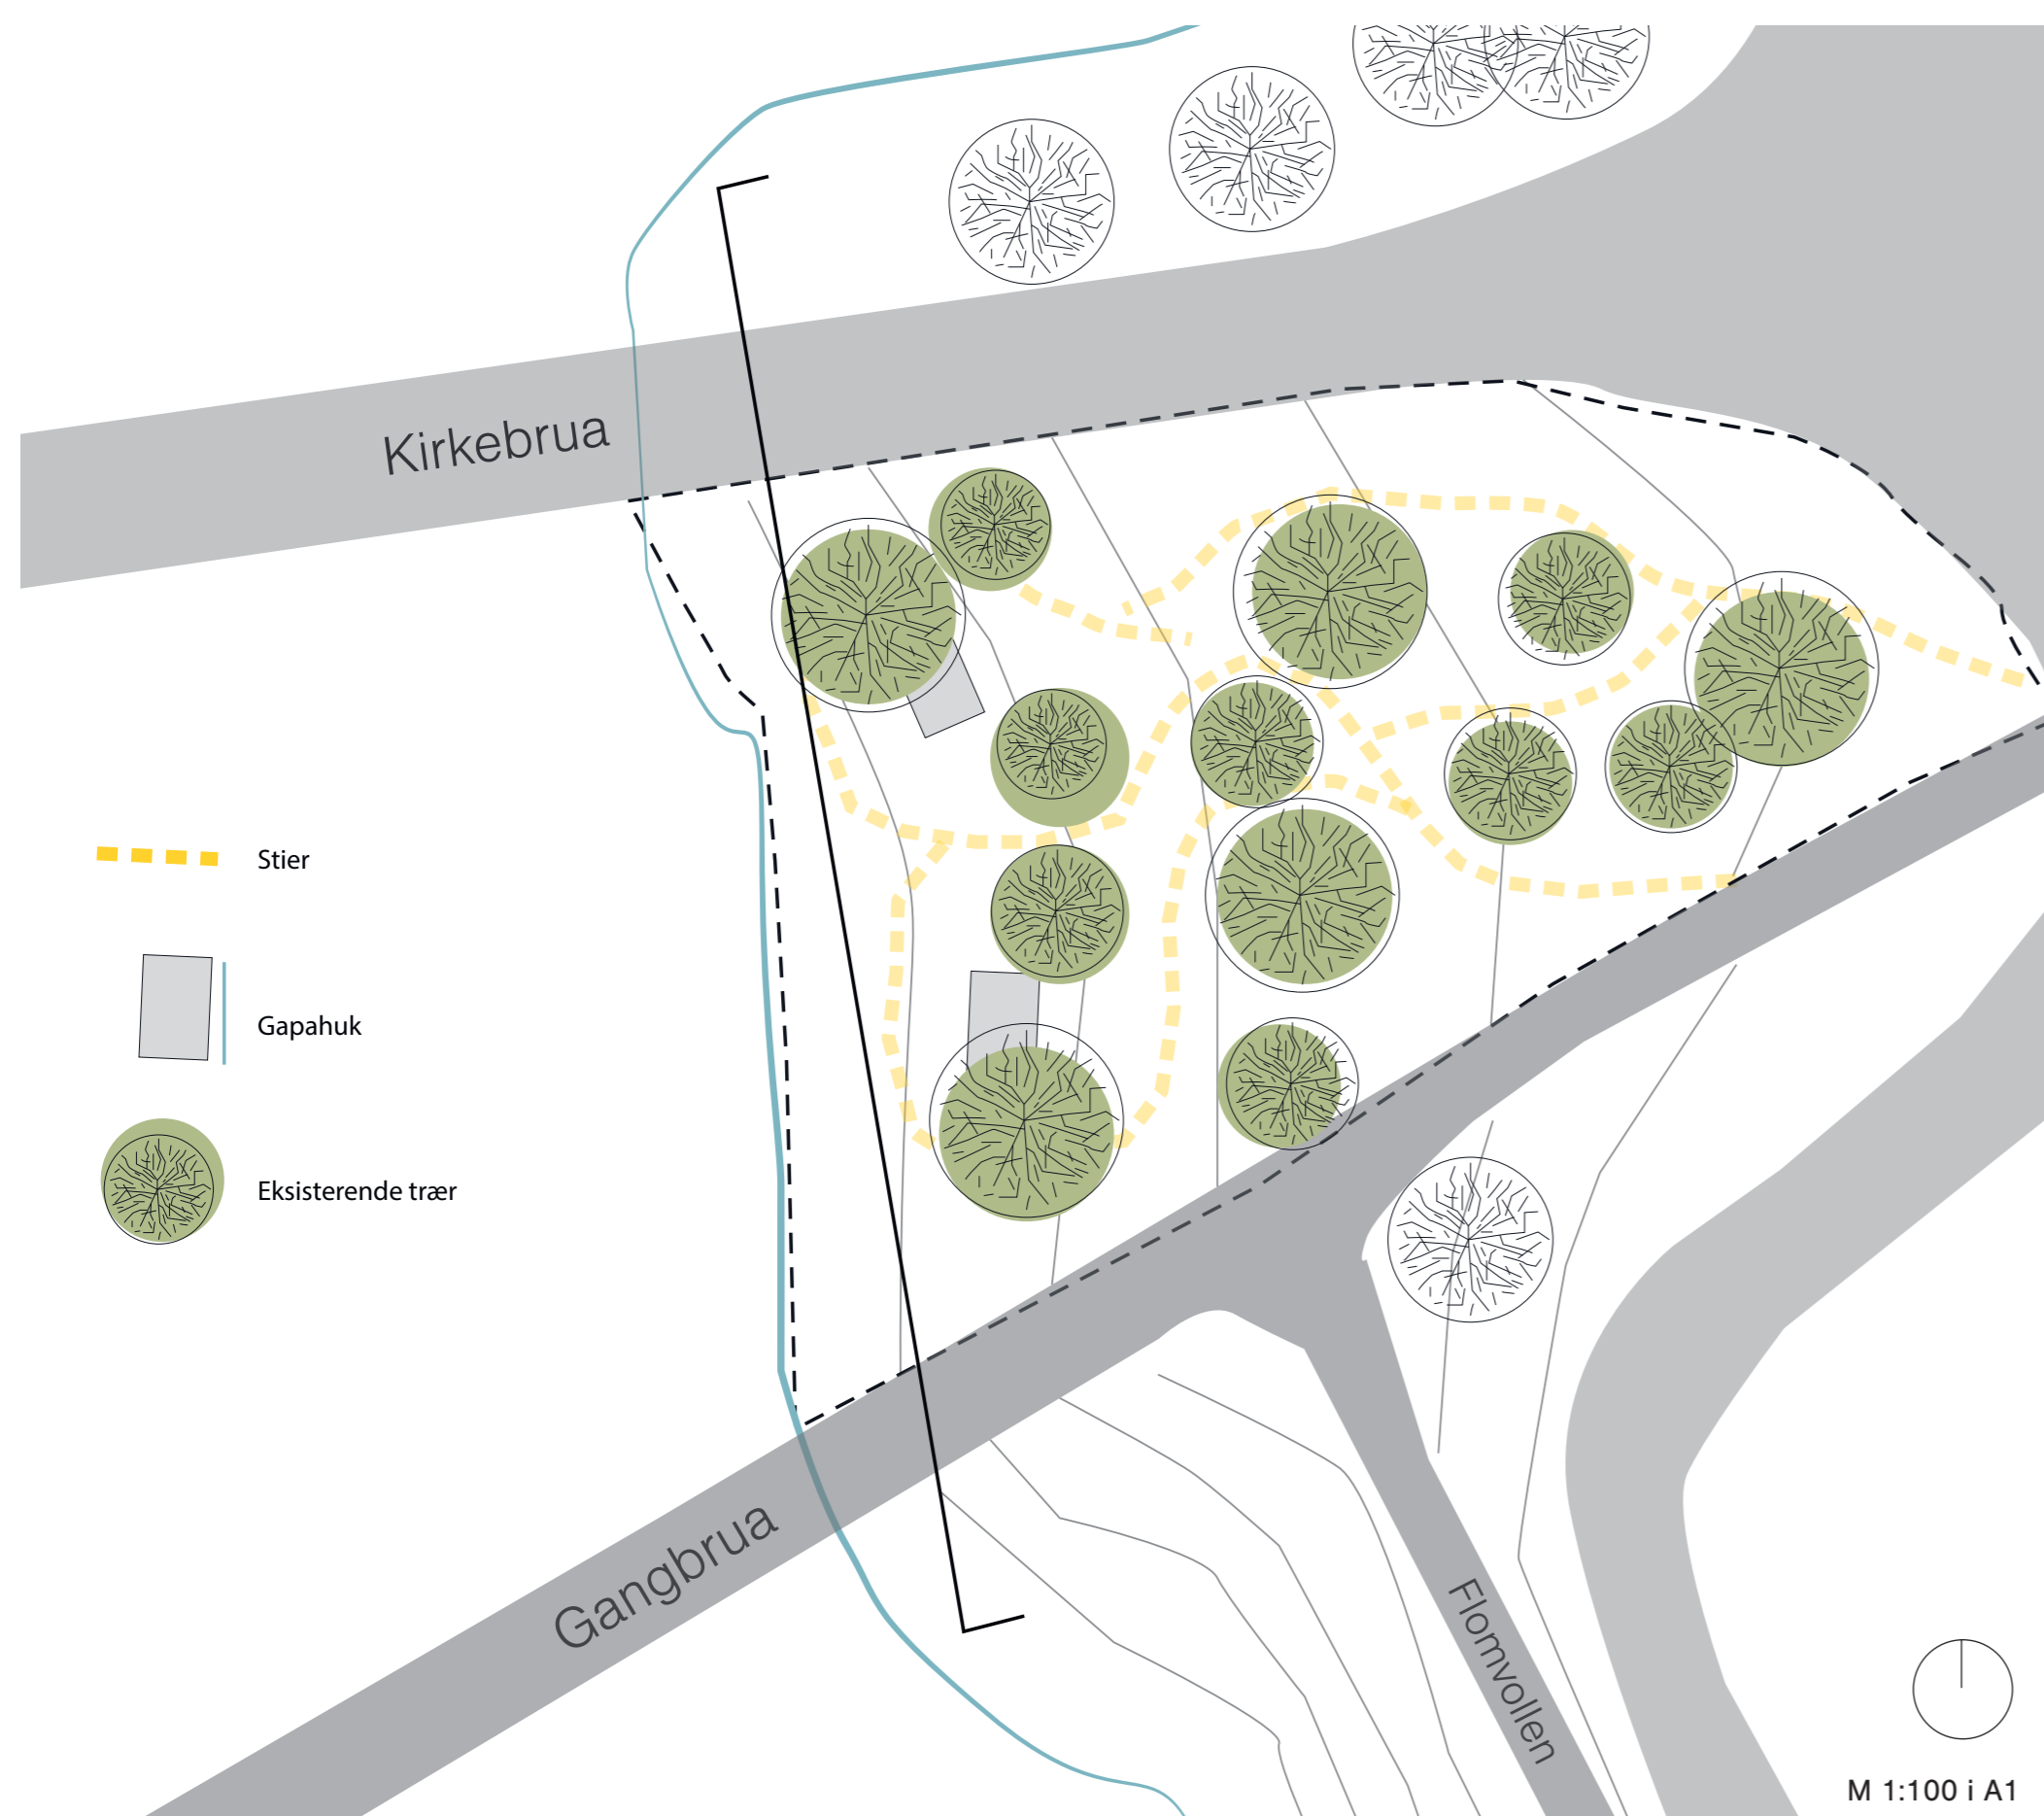 Kirkebrua
Stier
Gapahuk
Eksisterende trær
Gangbrua
Flomvollen
M 1:100 i A1